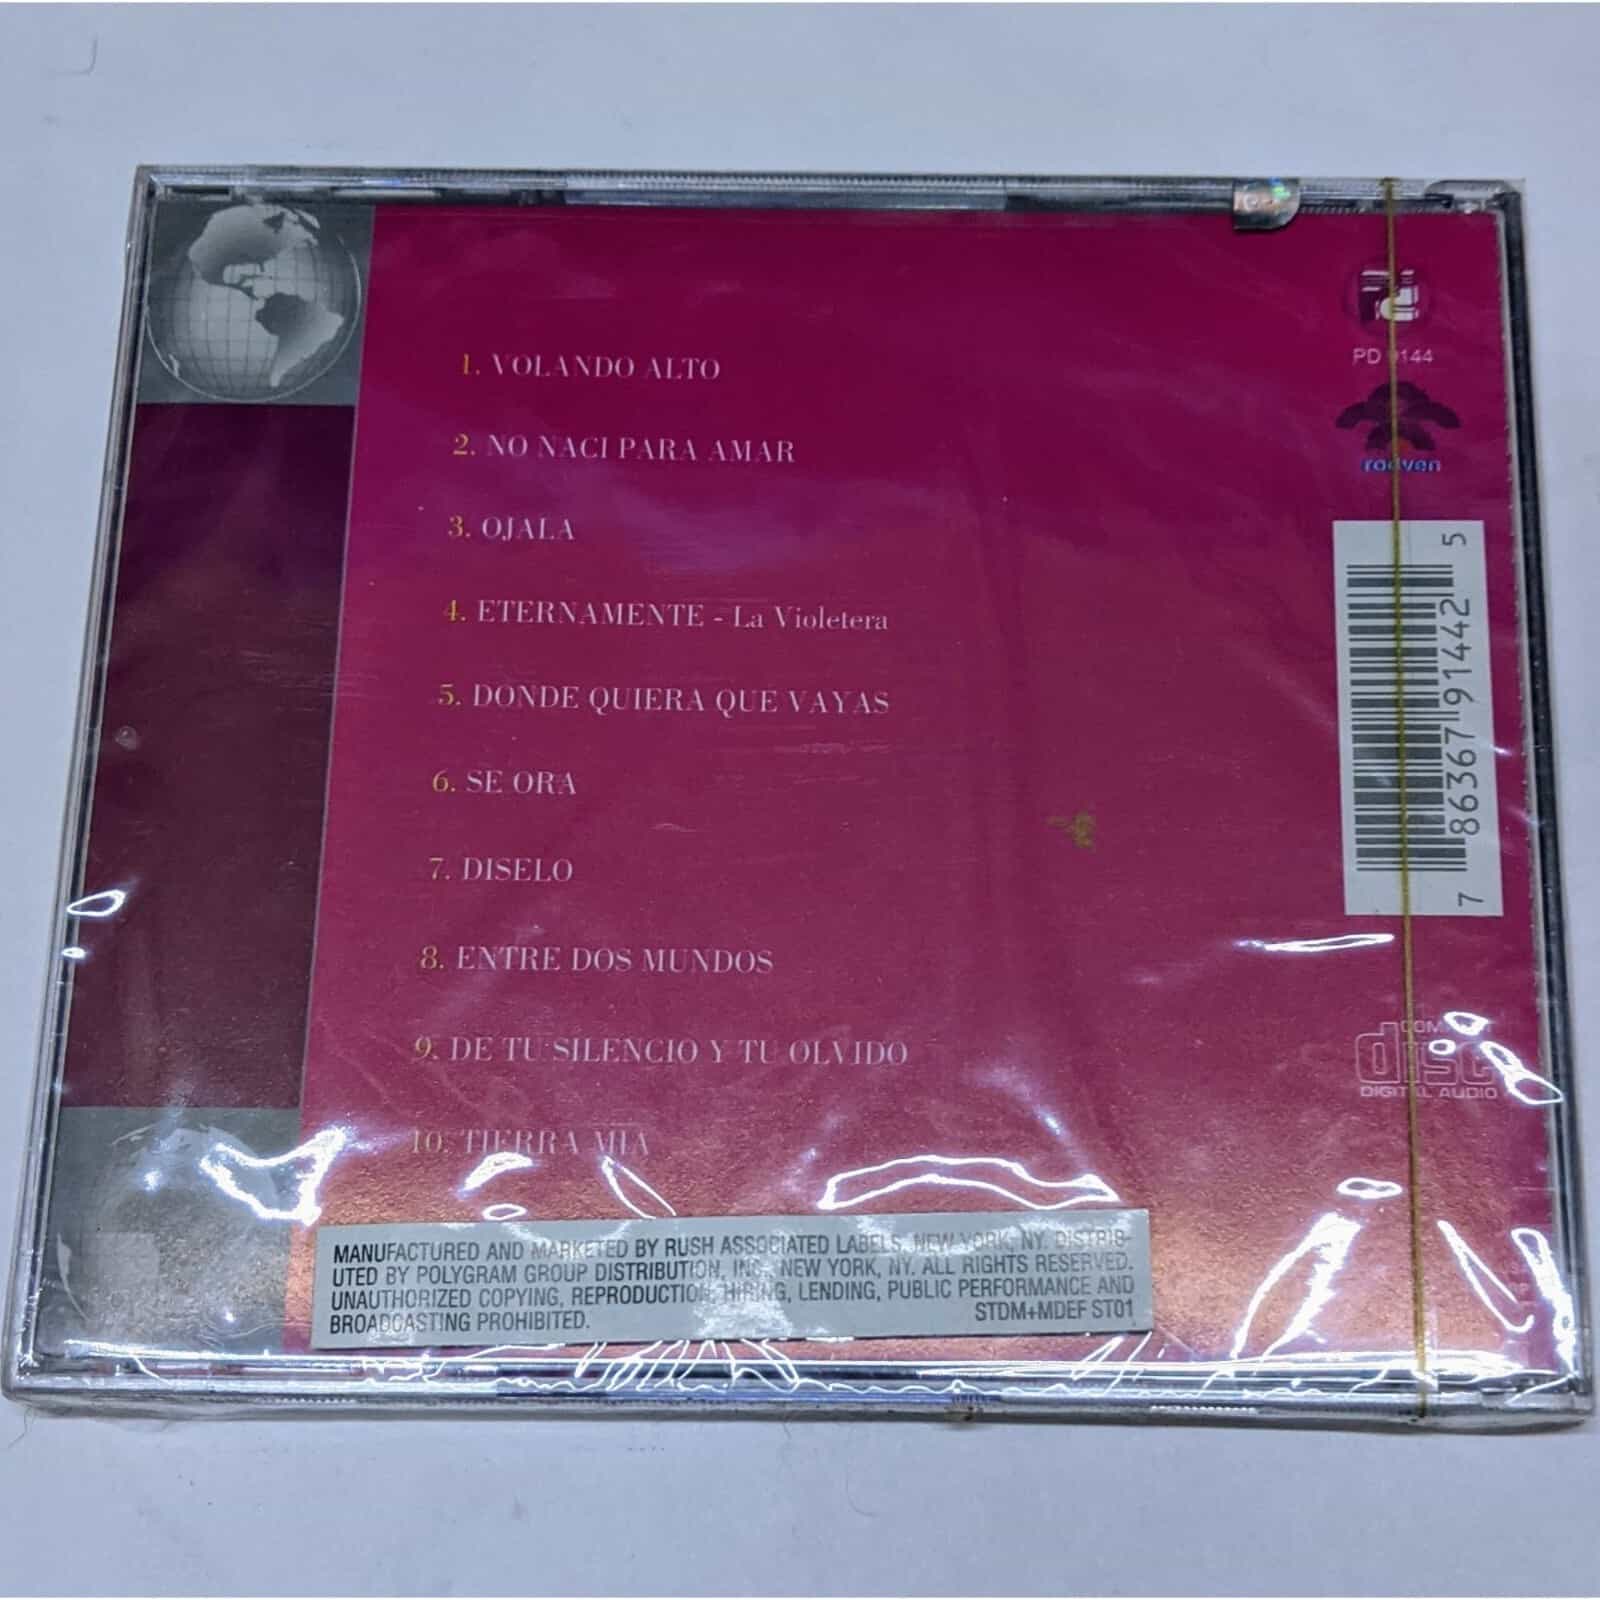 1. VOLANDO ALTO
2. NO NACI PARA AMAR
3. OJALA
4. ETERNAMENTE - La Violetera
5. DONDE QUIERA QUE VAYAS
6. SE ORA
7. DISELO
8. ENTRE DOS MUNDOS
9. DE TU SILENCIO Y TU OLVIDO
10. TIERRA MIA
PD 9144
rodven
7 86367 91442 5
COMPACT
disc
DIGITAL AUDIO
MANUFACTURED AND MARKETED BY RUSH ASSOCIATED LABELS, NEW YORK, NY. DISTRIB-
UTED BY POLYGRAM GROUP DISTRIBUTION, INC., NEW YORK, NY. ALL RIGHTS RESERVED.
UNAUTHORIZED COPYING, REPRODUCTION, HIRING, LENDING, PUBLIC PERFORMANCE AND
BROADCASTING PROHIBITED. STDM+MDEF ST01